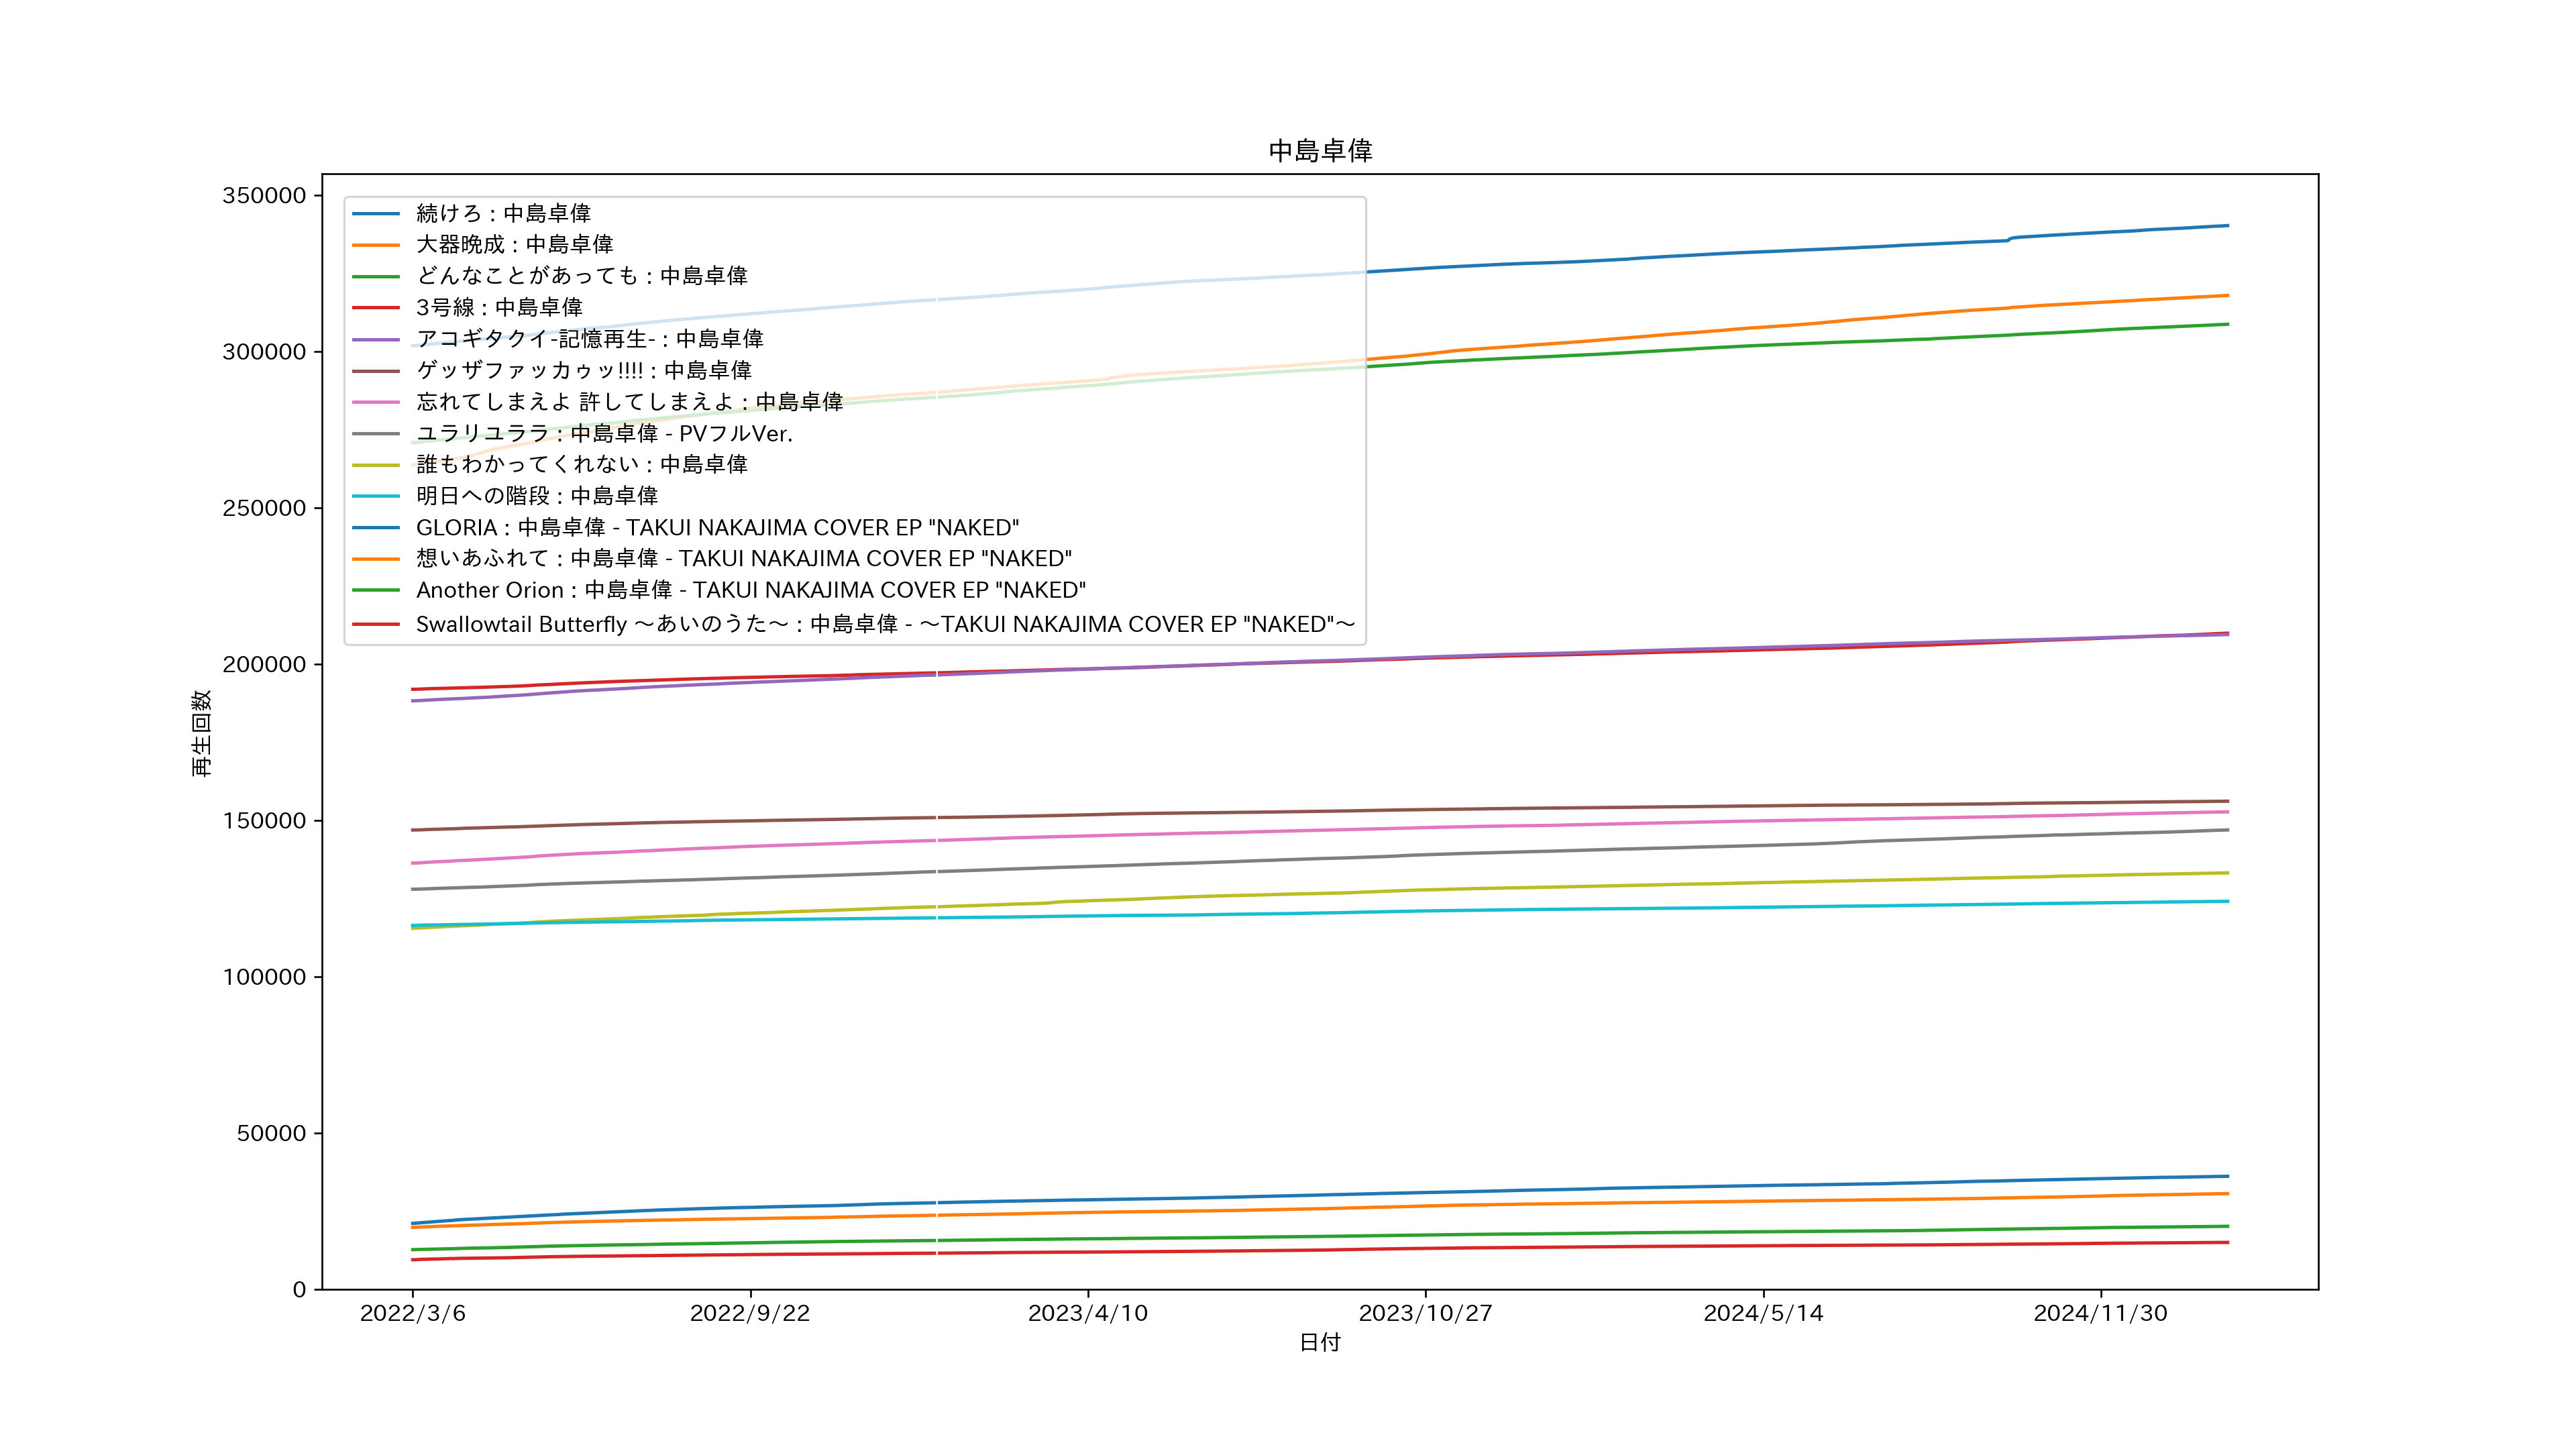 中島卓偉
350000
300000
250000
200000
150000
100000
50000
0
再生回数
続けろ : 中島卓偉
大器晩成 : 中島卓偉
どんなことがあっても : 中島卓偉
3号線 : 中島卓偉
アコギタクイ-記憶再生- : 中島卓偉
ゲッザファッカゥッ!!!! : 中島卓偉
忘れてしまえよ 許してしまえよ : 中島卓偉
ユラリユララ : 中島卓偉 - PVフルVer.
誰もわかってくれない : 中島卓偉
明日への階段 : 中島卓偉
GLORIA : 中島卓偉 - TAKUI NAKAJIMA COVER EP "NAKED"
想いあふれて : 中島卓偉 - TAKUI NAKAJIMA COVER EP "NAKED"
Another Orion : 中島卓偉 - TAKUI NAKAJIMA COVER EP "NAKED"
Swallowtail Butterfly ～あいのうた～ : 中島卓偉 - ～TAKUI NAKAJIMA COVER EP "NAKED"～
2022/3/6
2022/9/22
2023/4/10
2023/10/27
2024/5/14
2024/11/30
日付